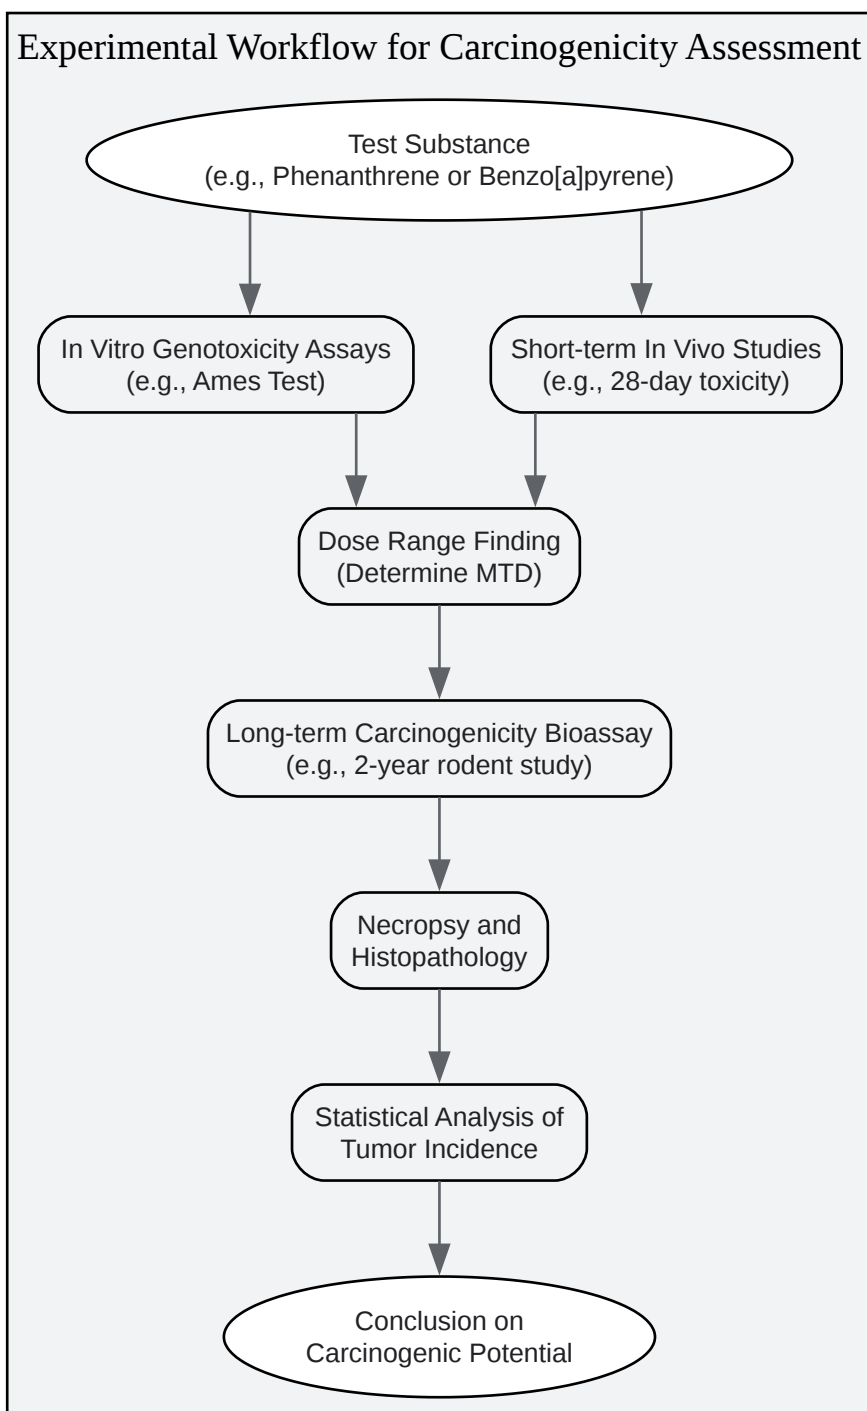 Experimental Workflow for Carcinogenicity Assessment
Test Substance
(e.g., Phenanthrene or Benzo[a]pyrene)
In Vitro Genotoxicity Assays
(e.g., Ames Test)
Short-term In Vivo Studies
(e.g., 28-day toxicity)
Dose Range Finding
(Determine MTD)
Long-term Carcinogenicity Bioassay
(e.g., 2-year rodent study)
Necropsy and
Histopathology
Statistical Analysis of
Tumor Incidence
Conclusion on
Carcinogenic Potential